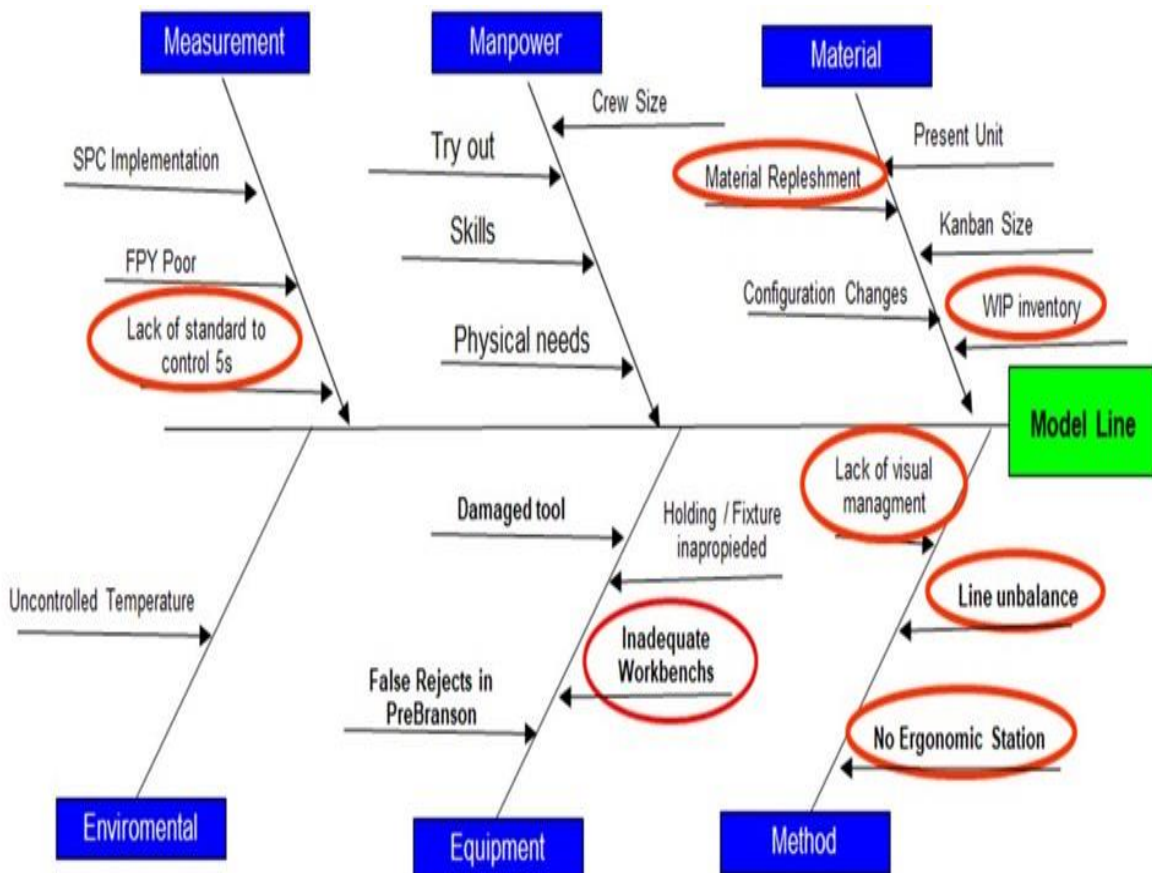 Measurement
Manpower
Material
SPC Implementation
FPY Poor
Lack of standard to
control 5s
Crew Size
Try out
Skills
Physical needs
Present Unit
Material Repleshment
Kanban Size
Configuration Changes
WIP inventory
Model Line
Uncontrolled Temperature
Damaged tool
Holding / Fixture
inapropieded
Inadequate
Workbenchs
False Rejects in
PreBranson
Lack of visual
managment
Line unbalance
No Ergonomic Station
Enviromental
Equipment
Method